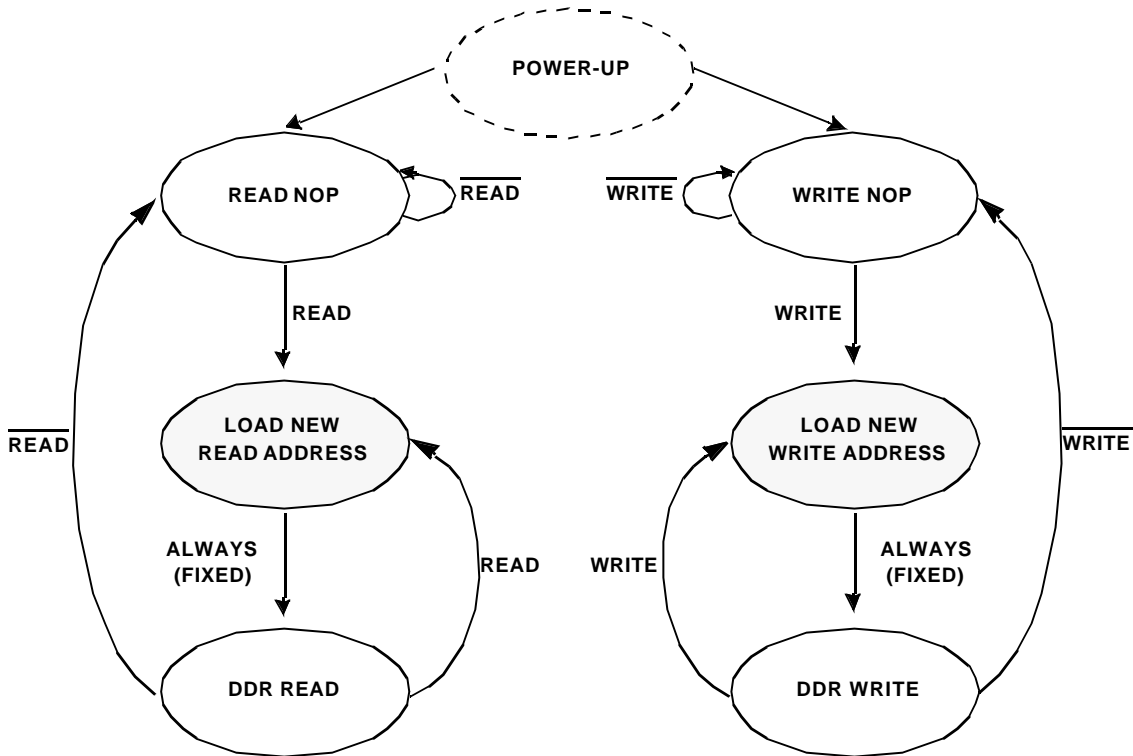 POWER-UP
READ NOP
READ
WRITE
WRITE NOP
READ
WRITE
LOAD NEW
READ ADDRESS
LOAD NEW
WRITE ADDRESS
READ
WRITE
ALWAYS
(FIXED)
READ
WRITE
ALWAYS
(FIXED)
DDR READ
DDR WRITE